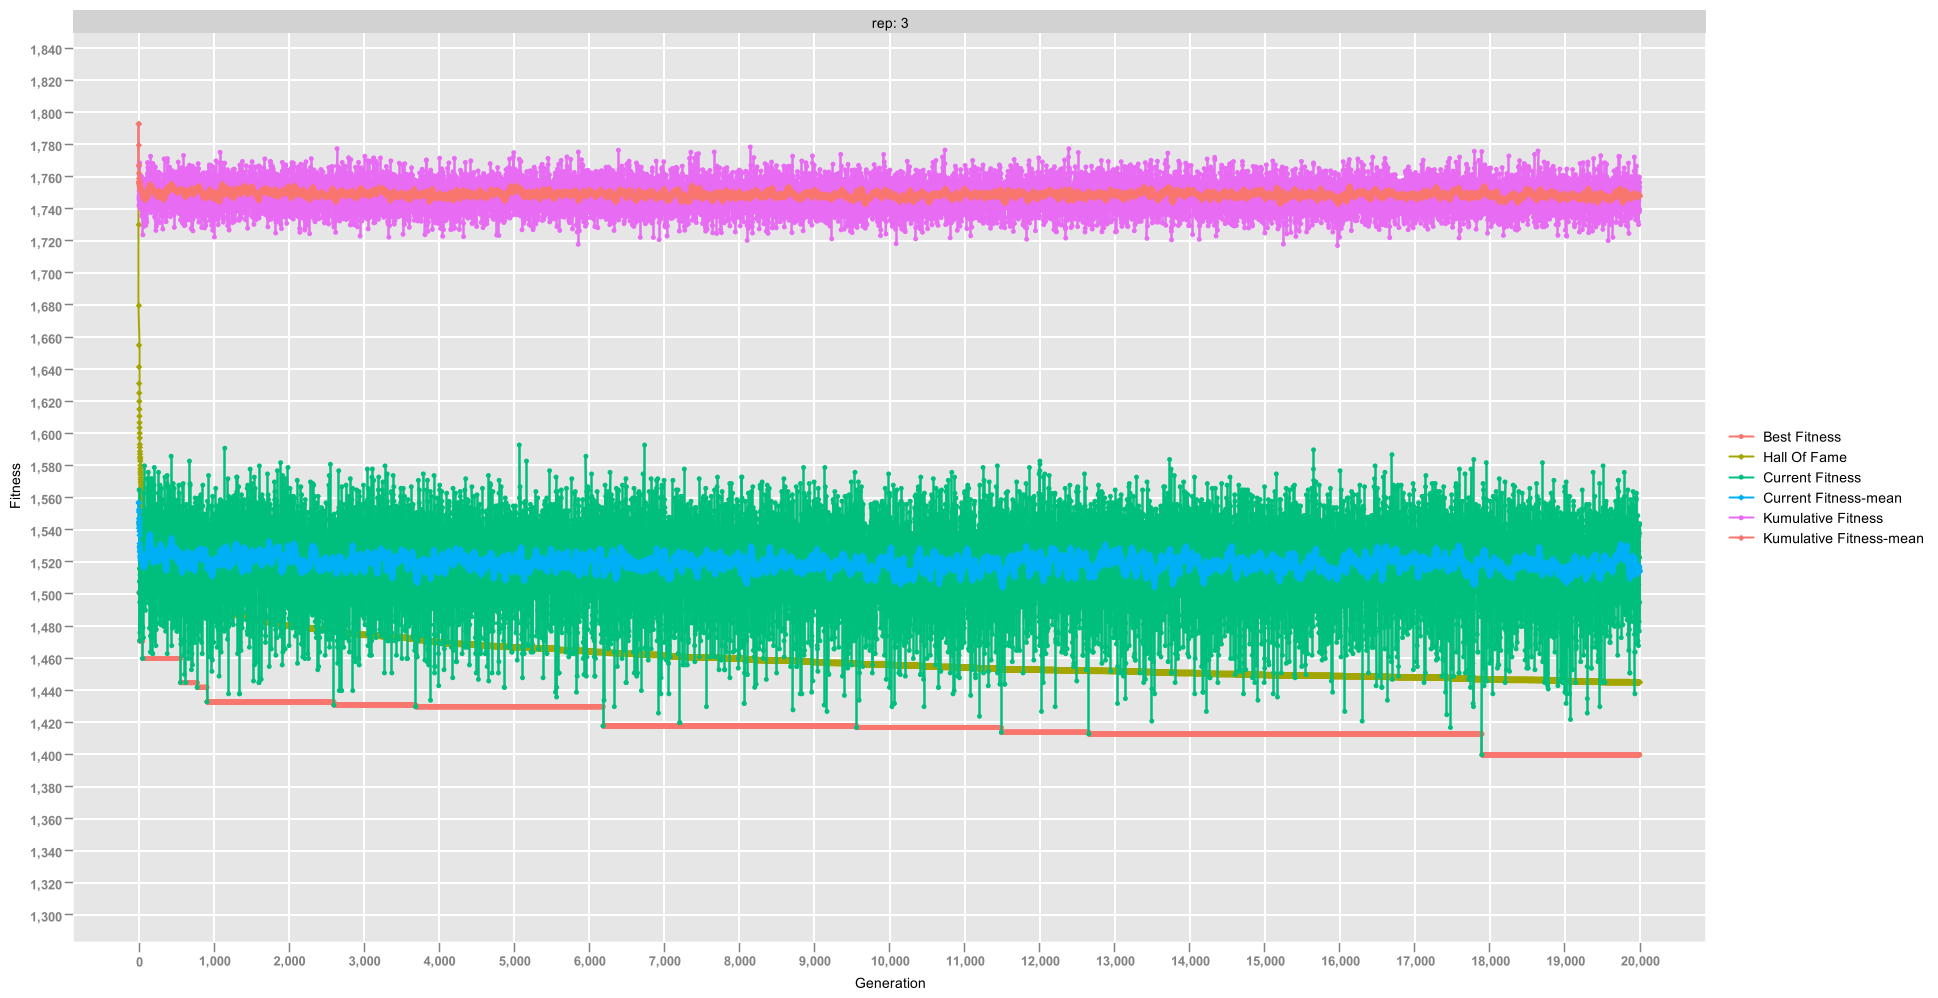 rep: 3
1,840
1,820
1,800
1,780
1,760
1,740
1,720
1,700
1,680
1,660
1,640
1,620
1,600
1,580
1,560
1,540
1,520
1,500
1,480
1,460
1,440
1,420
1,400
1,380
1,360
1,340
1,320
1,300
Fitness
0 1,000 2,000 3,000 4,000 5,000 6,000 7,000 8,000 9,000 10,000 11,000 12,000 13,000 14,000 15,000 16,000 17,000 18,000 19,000 20,000
Generation
Best Fitness
Hall Of Fame
Current Fitness
Current Fitness-mean
Kumulative Fitness
Kumulative Fitness-mean